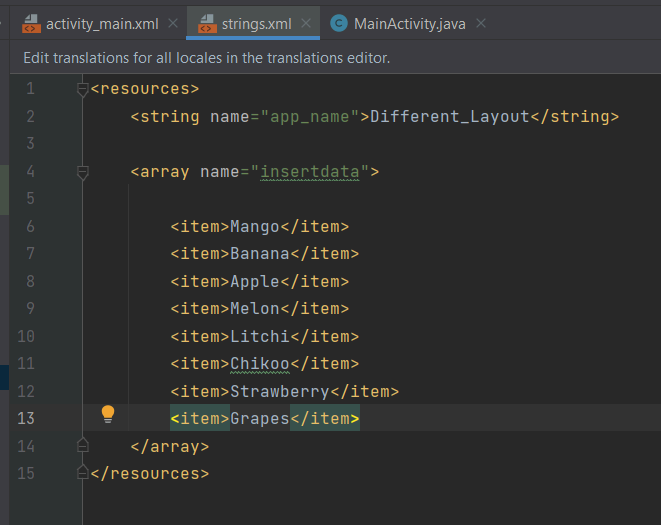 activity_main.xml strings.xml MainActivity.java
Edit translations for all locales in the translations editor.
1 <resources>
2 <string name="app_name">Different_Layout</string>
3
4 <array name="insertdata">
5
6 <item>Mango</item>
7 <item>Banana</item>
8 <item>Apple</item>
9 <item>Melon</item>
10 <item>Litchi</item>
11 <item>Chikoo</item>
12 <item>Strawberry</item>
13 <item>Grapes</item>
14 </array>
15 </resources>